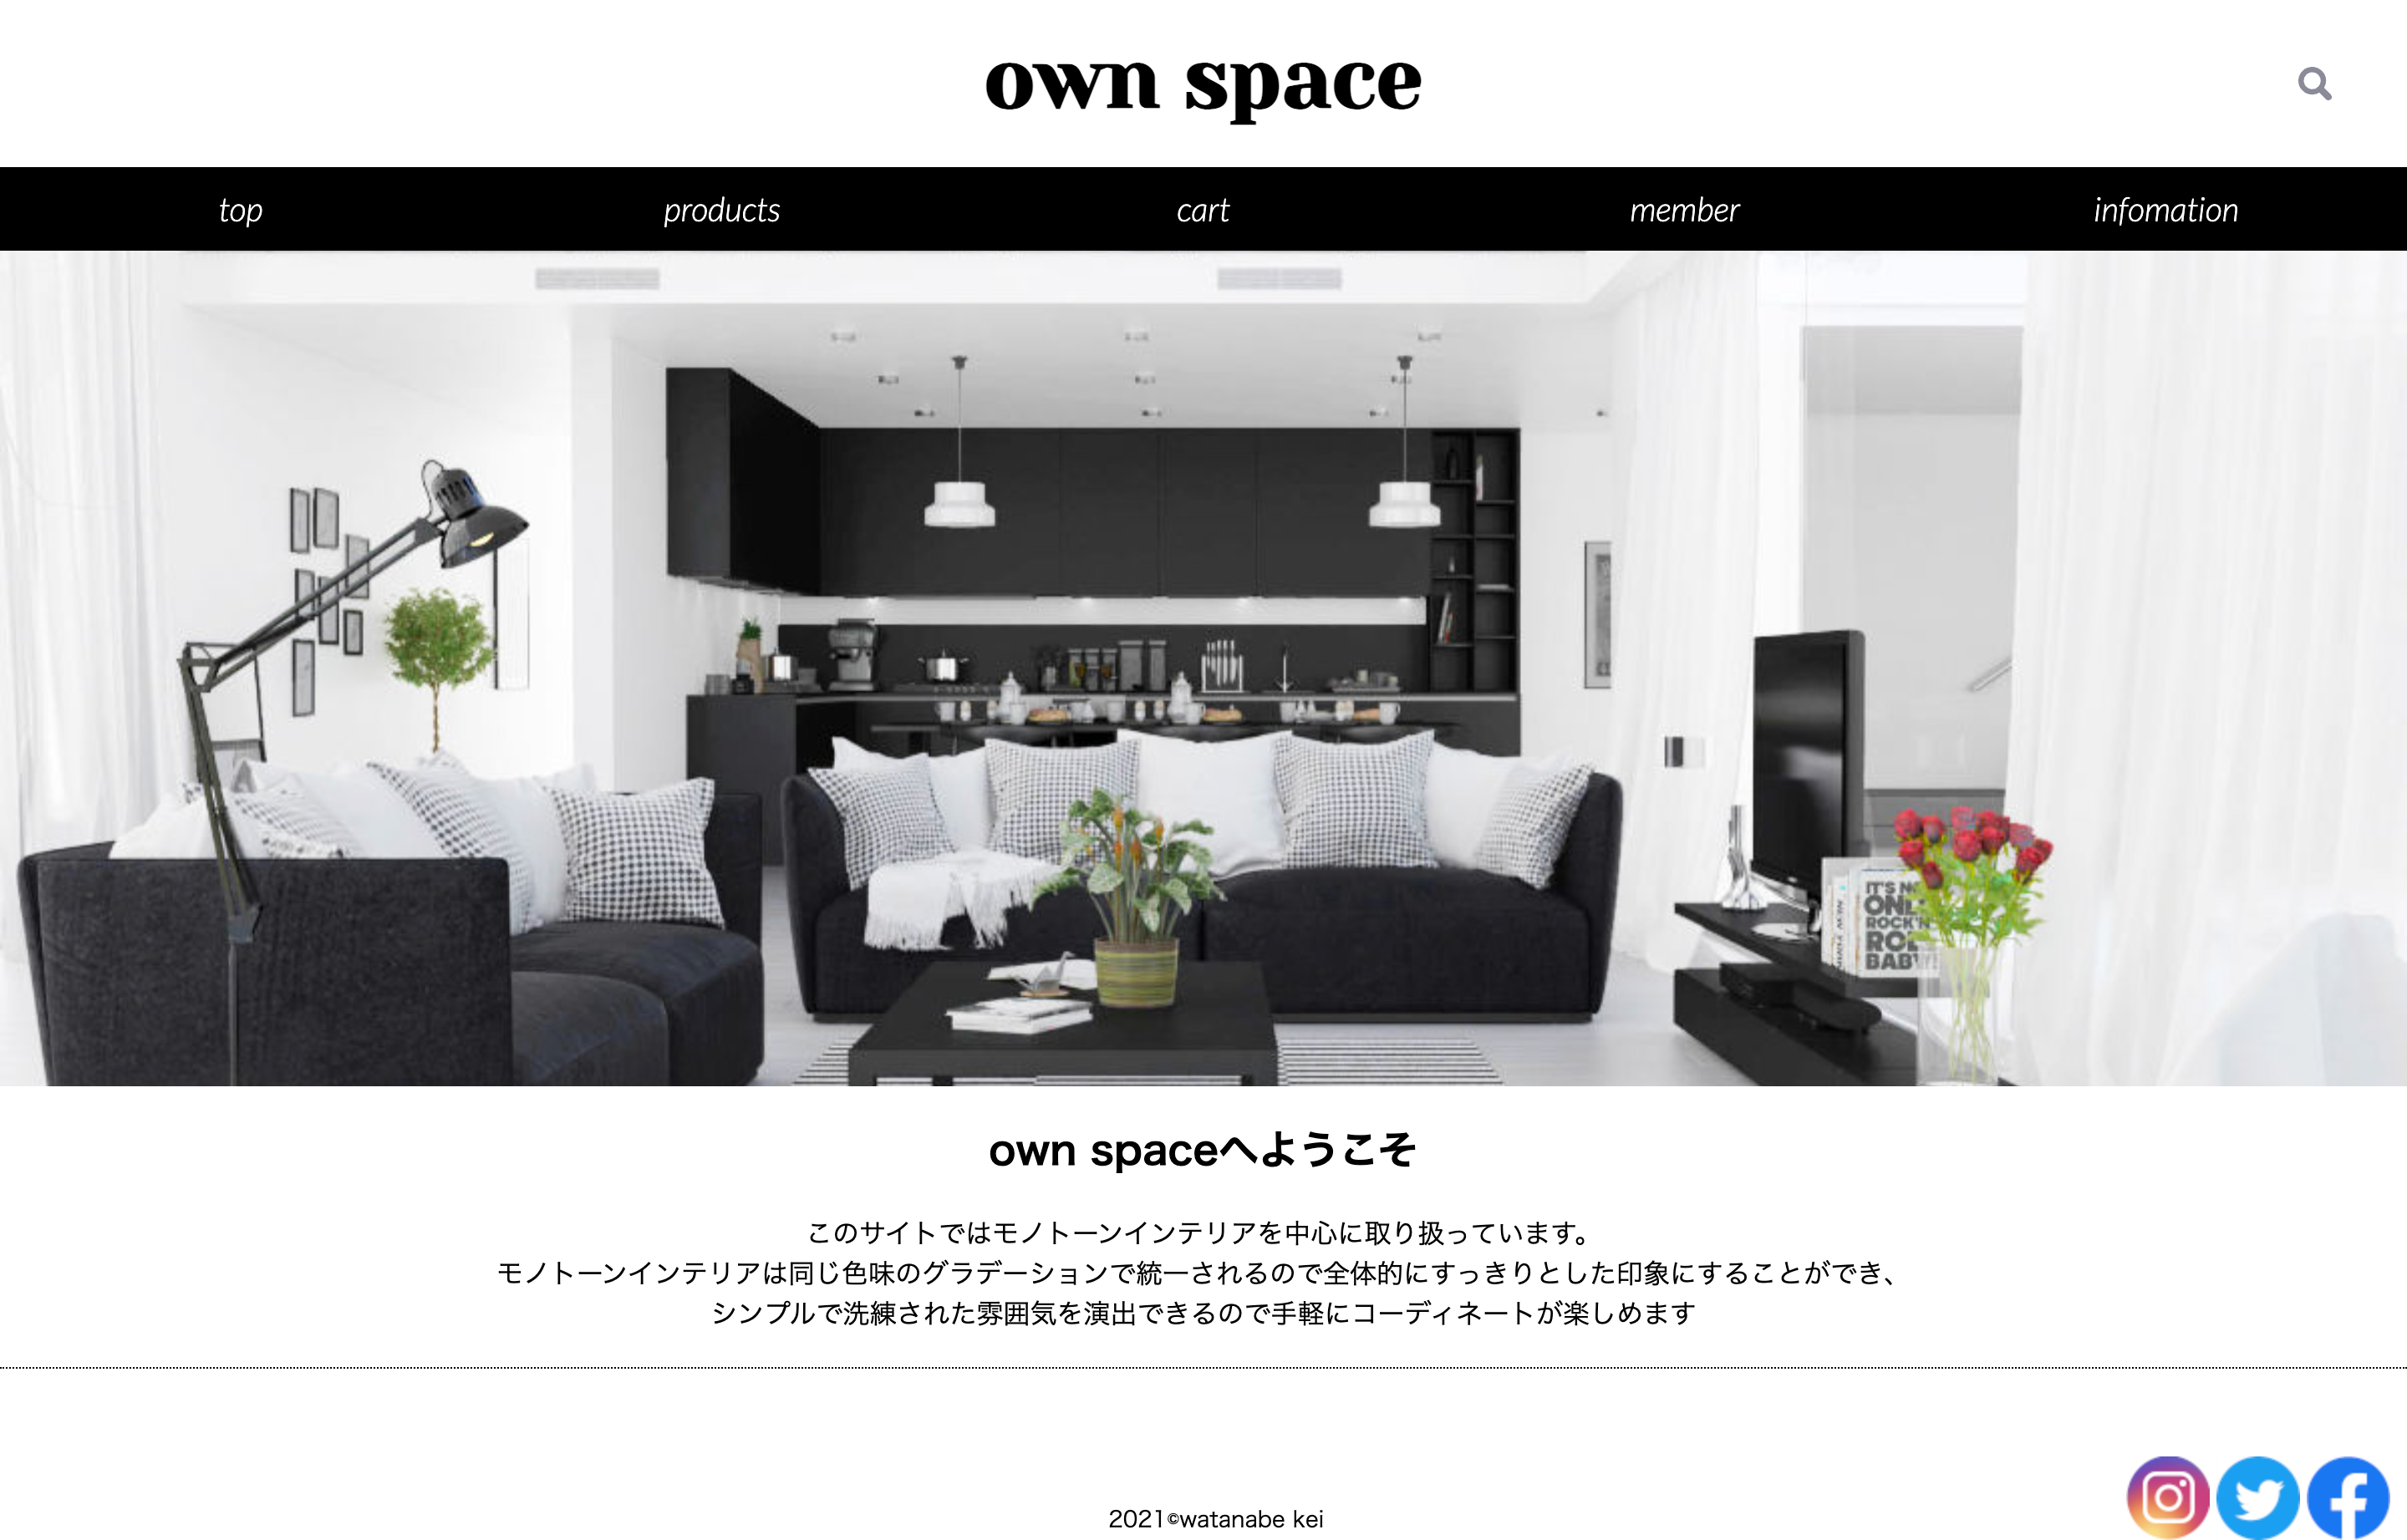 own space
top products cart member infomation
IT'S
ROCK'N
own spaceへようこそ
このサイトではモノトーンインテリアを中心に取り扱っています。
モノトーンインテリアは同じ色味のグラデーションで統一されるので全体的にすっきりとした印象にすることができ、
シンプルで洗練された雰囲気を演出できるので手軽にコーディネートが楽しめます
2021©watanabe kei